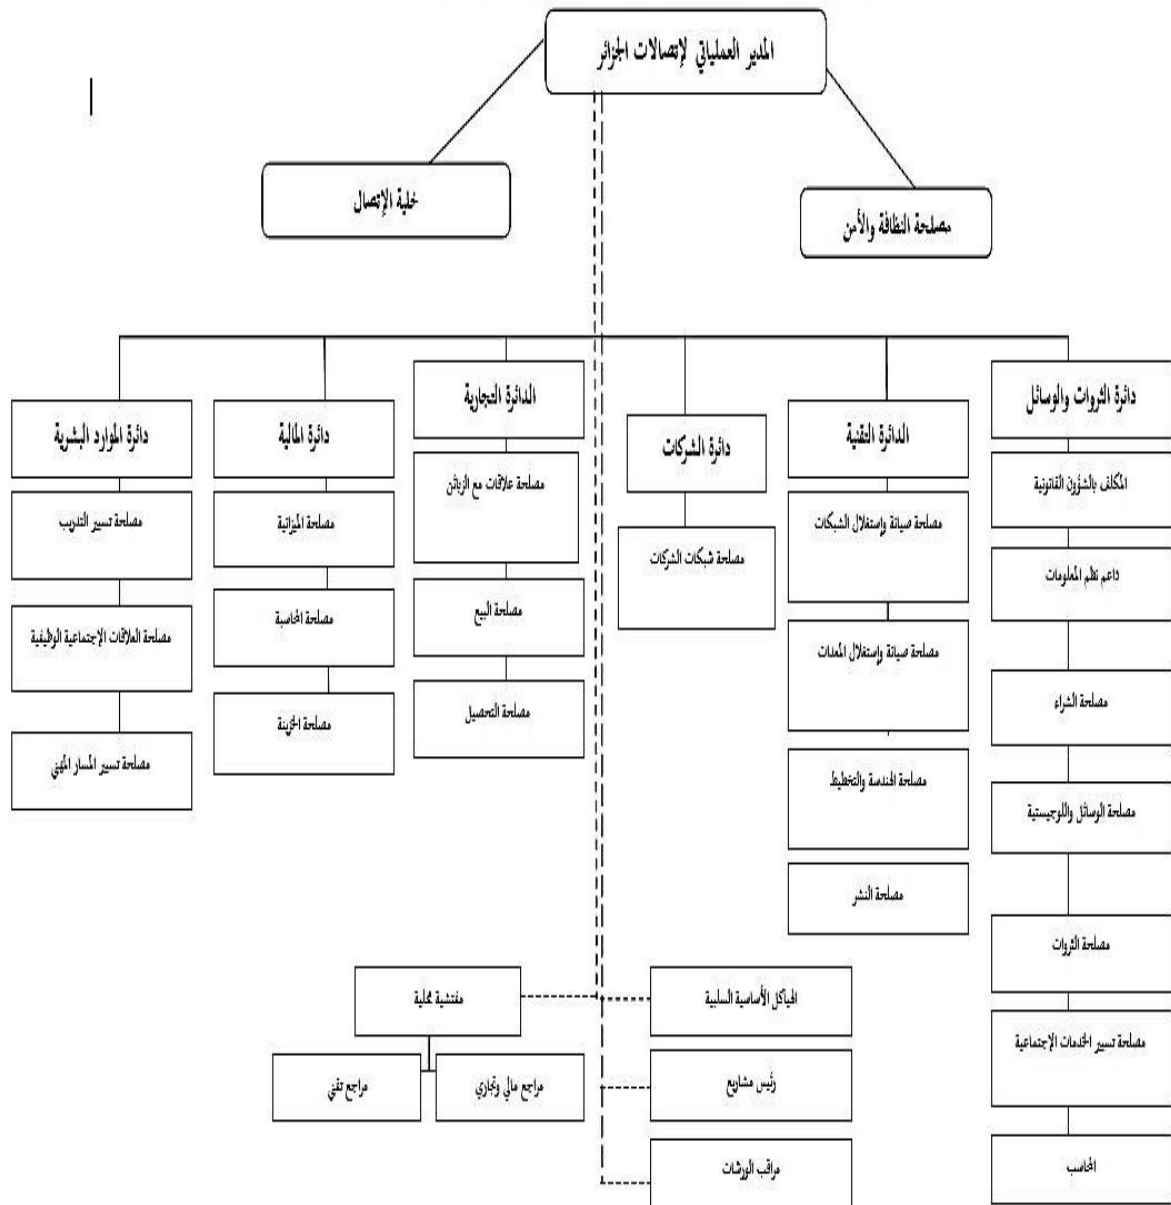 المدير العملياتي لإتصالات الجزائر
خلية الإتصال
مصلحة النظافة والأمن
دائرة الثروات والوسائل
المكلف بالشؤون القانونية
داعم نظم المعلومات
مصلحة الشراء
مصلحة الوسائل واللوجيستية
مصلحة الثروات
مصلحة تسيير الخدمات الإجتماعية
المحاسب
الدائرة التقنية
مصلحة صيانة وإستغلال الشبكات
مصلحة صيانة وإستغلال المعدات
مصلحة الهندسة والتخطيط
مصلحة النشر
دائرة الشركات
مصلحة شبكات الشركات
الدائرة التجارية
مصلحة علاقات مع الزبائن
مصلحة البيع
مصلحة التحصيل
دائرة المالية
مصلحة الميزانية
مصلحة المحاسبة
مصلحة الخزينة
دائرة الموارد البشرية
مصلحة تسيير التدريب
مصلحة العلاقات الإجتماعية الوظيفية
مصلحة تسيير المسار المهني
الهياكل الأساسية السلبية
رئيس مشاريع
مراقب الورشات
مفتشية محلية
مراجع مالي وتجاري
مراجع تقني